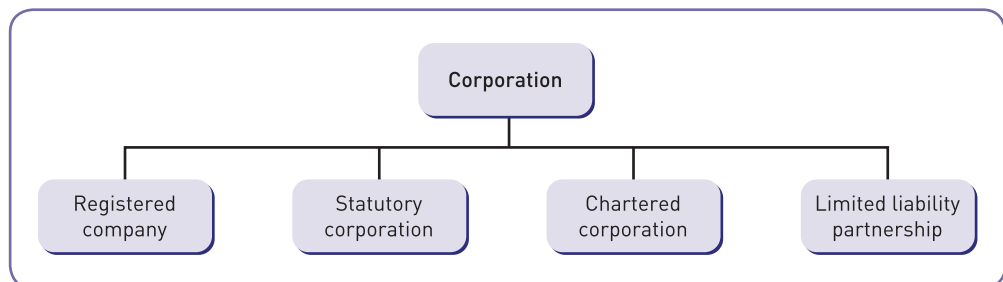 Corporation
Registered
company
Statutory
corporation
Chartered
corporation
Limited liability
partnership